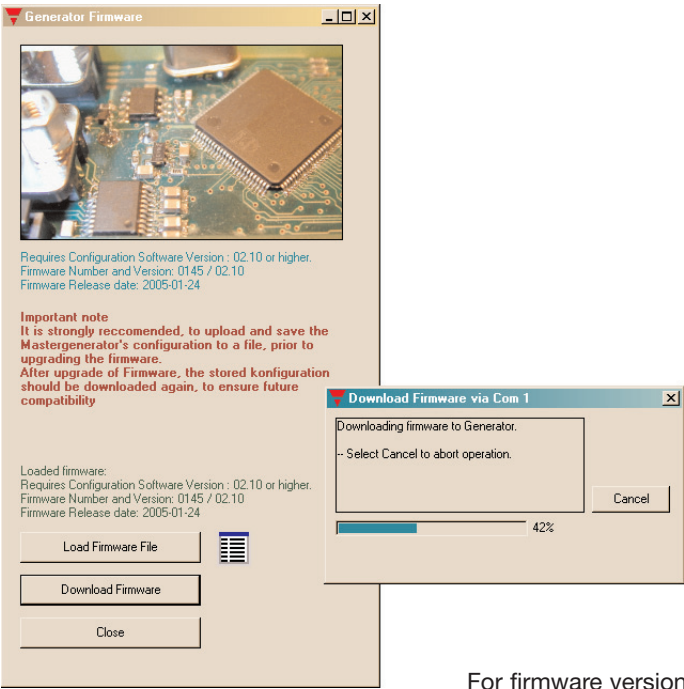 Generator Firmware
Requires Configuration Software Version : 02.10 or higher.
Firmware Number and Version: 0145 / 02.10
Firmware Release date: 2005-01-24
Important note
It is strongly reccomended, to upload and save the
Mastergenerator's configuration to a file, prior to
upgrading the firmware.
After upgrade of Firmware, the stored konfiguration
should be downloaded again, to ensure future
compatibility
Loaded firmware:
Requires Configuration Software Version : 02.10 or higher.
Firmware Number and Version: 0145 / 02.10
Firmware Release date: 2005-01-24
Load Firmware File
Download Firmware
Close
Download Firmware via Com 1
Downloading firmware to Generator.
-- Select Cancel to abort operation.
Cancel
42%
For firmware version